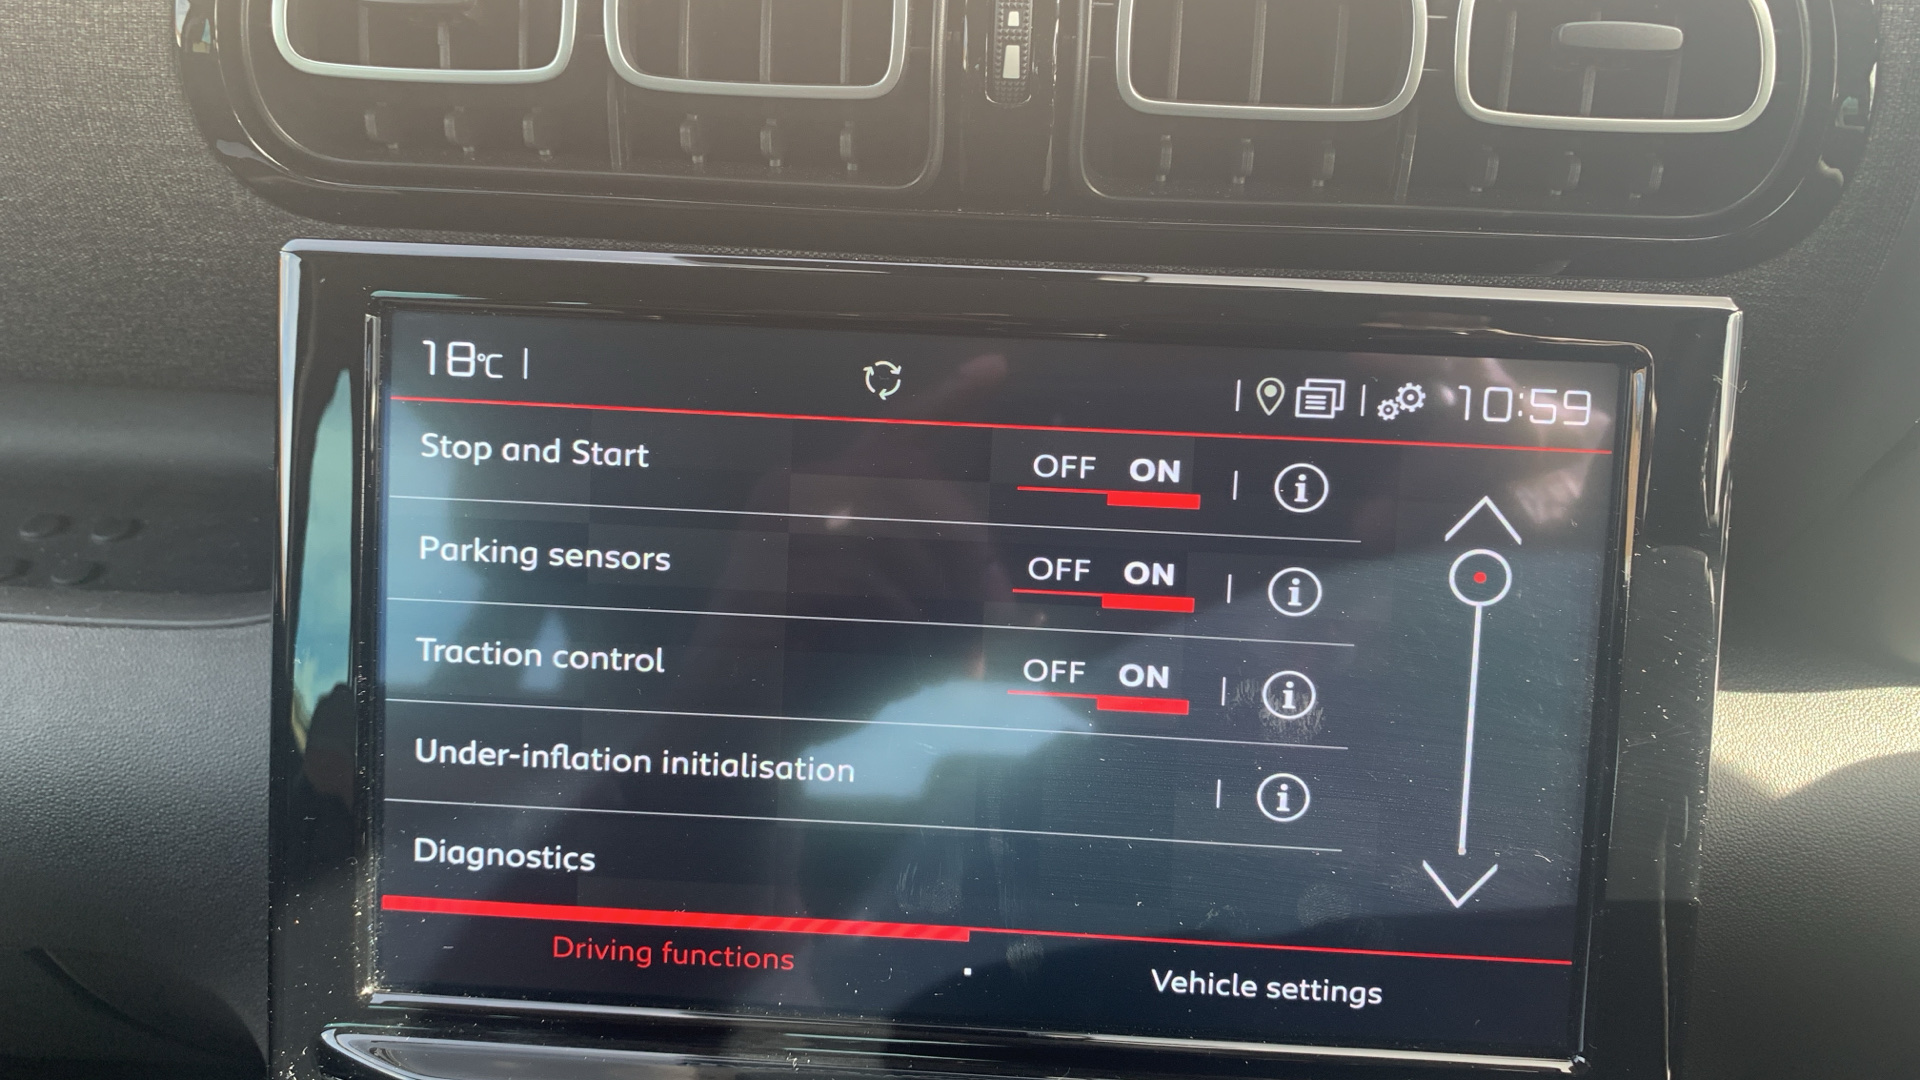 18°C
10:59
Stop and Start OFF ON
Parking sensors OFF ON
Traction control OFF ON
Under-inflation initialisation
Diagnostics
Driving functions
Vehicle settings